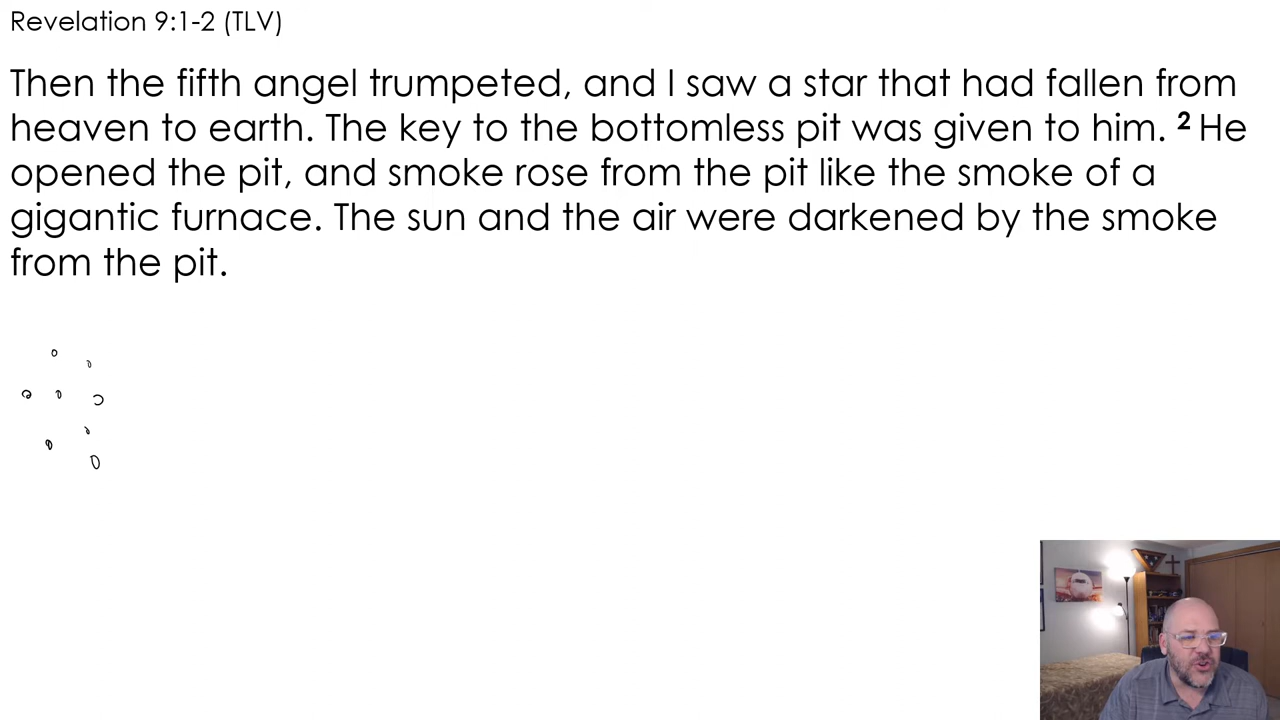 Revelation 9:1-2 (TLV)
Then the fifth angel trumpeted, and I saw a star that had fallen from
heaven to earth. The key to the bottomless pit was given to him. ² He
opened the pit, and smoke rose from the pit like the smoke of a
gigantic furnace. The sun and the air were darkened by the smoke
from the pit.